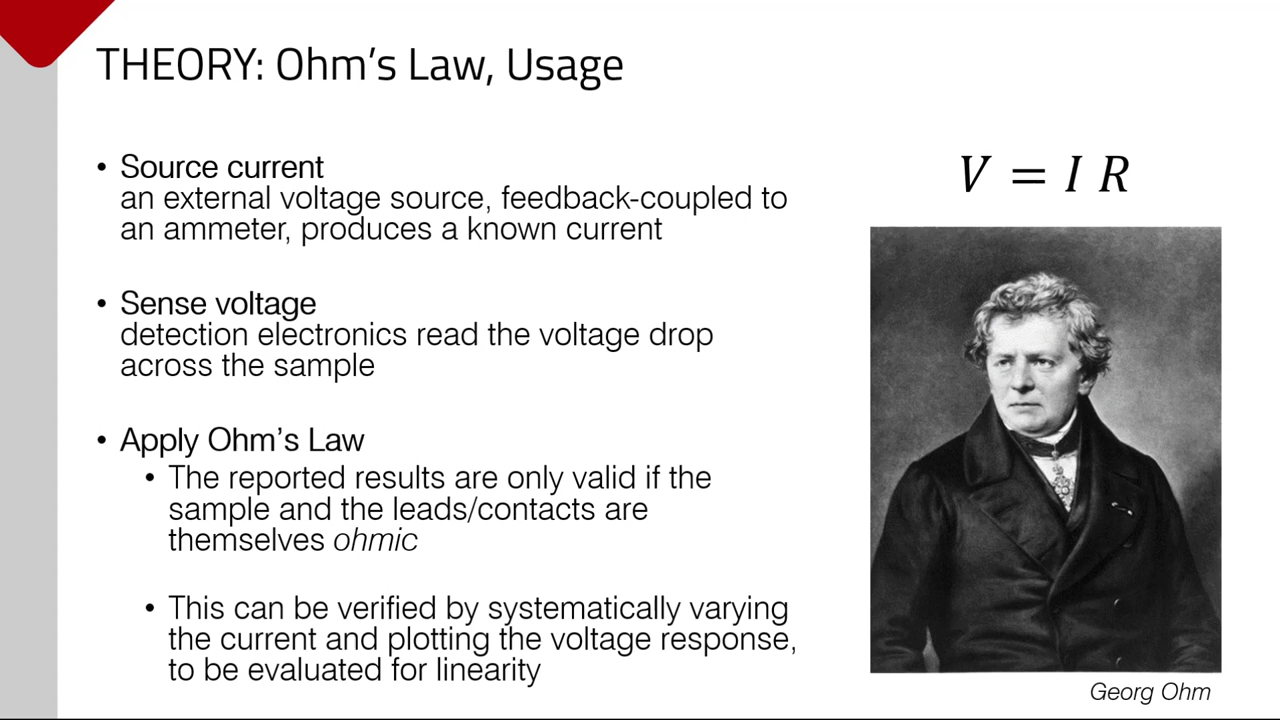 THEORY: Ohm’s Law, Usage
• Source current
an external voltage source, feedback-coupled to
an ammeter, produces a known current
• Sense voltage
detection electronics read the voltage drop
across the sample
• Apply Ohm’s Law
• The reported results are only valid if the
sample and the leads/contacts are
themselves ohmic
• This can be verified by systematically varying
the current and plotting the voltage response,
to be evaluated for linearity
V = I R
Georg Ohm